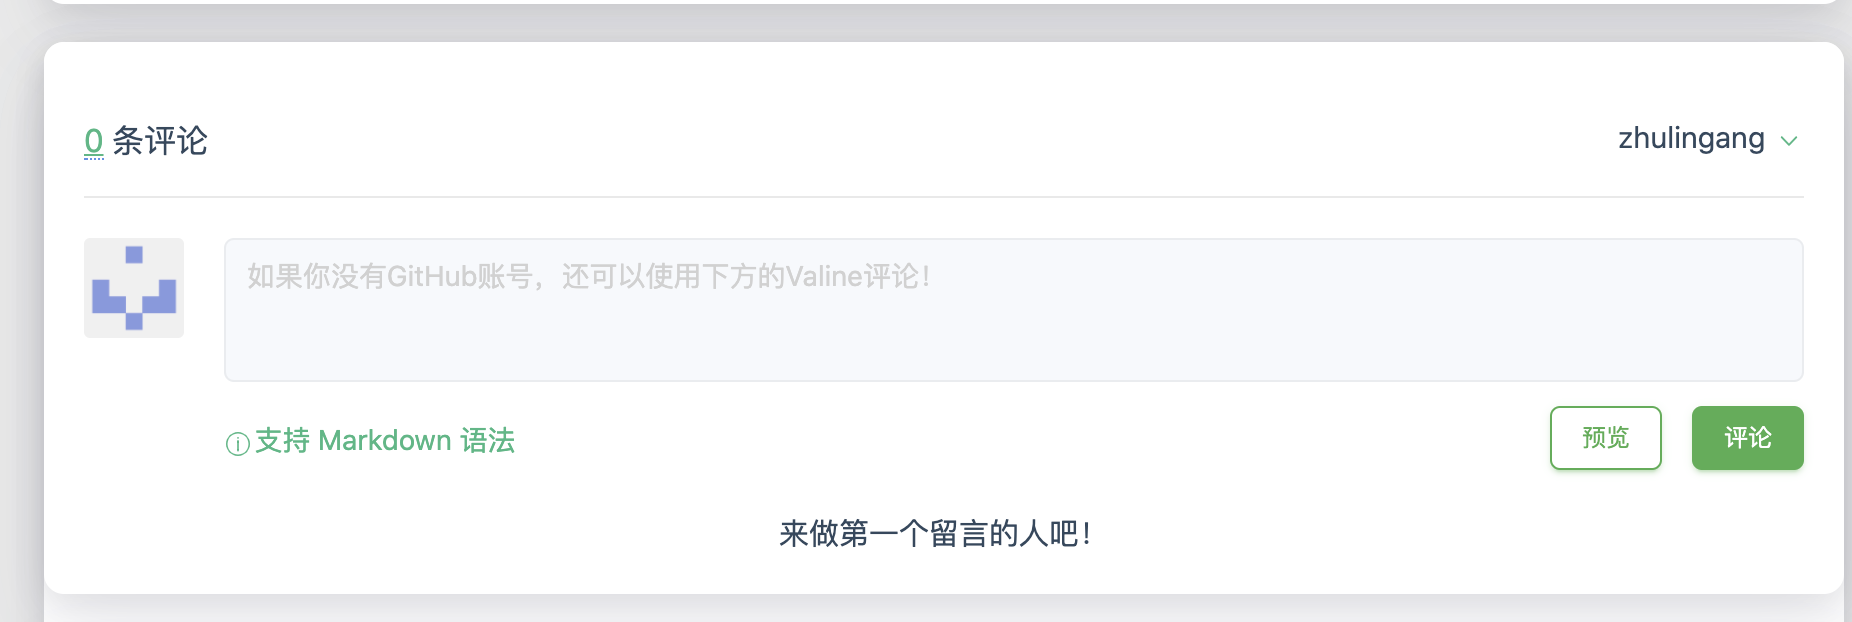 0 条评论
zhulingang
如果你没有GitHub账号，还可以使用下方的Valine评论！
支持 Markdown 语法
预览
评论
来做第一个留言的人吧！